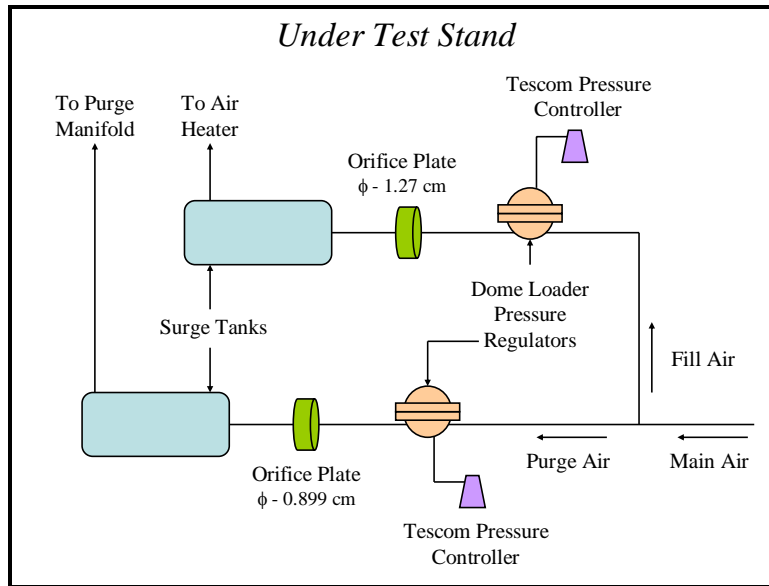 Under Test Stand
To Purge
Manifold
To Air
Heater
Tescom Pressure
Controller
Orifice Plate
ϕ - 1.27 cm
Dome Loader
Pressure
Regulators
Surge Tanks
Fill Air
Purge Air
Main Air
Orifice Plate
ϕ - 0.899 cm
Tescom Pressure
Controller